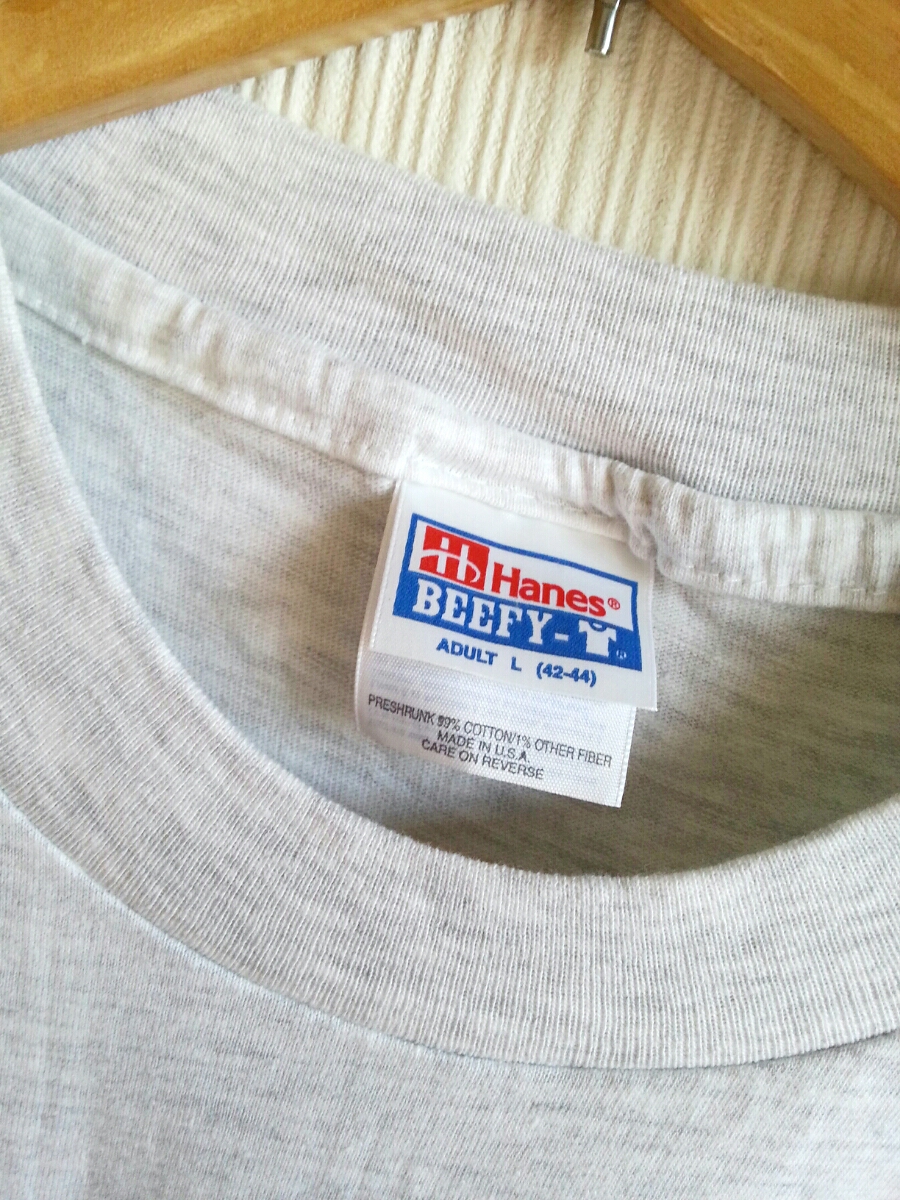 Hanes®
BEEFY-T®
ADULT L (42-44)
PRESHRUNK 99% COTTON/1% OTHER FIBER
MADE IN U.S.A.
CARE ON REVERSE